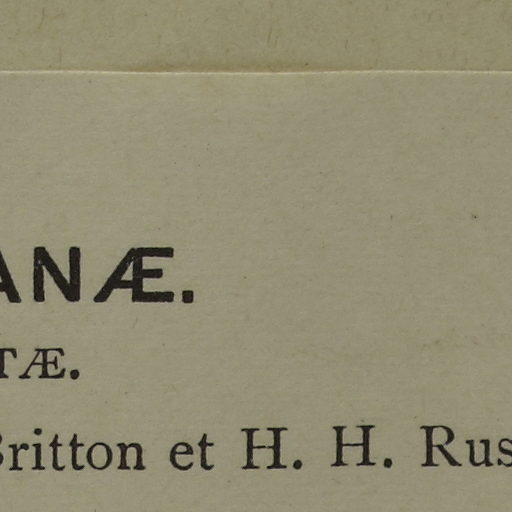 ANÆ.
TÆ.
Britton et H. H. Rus